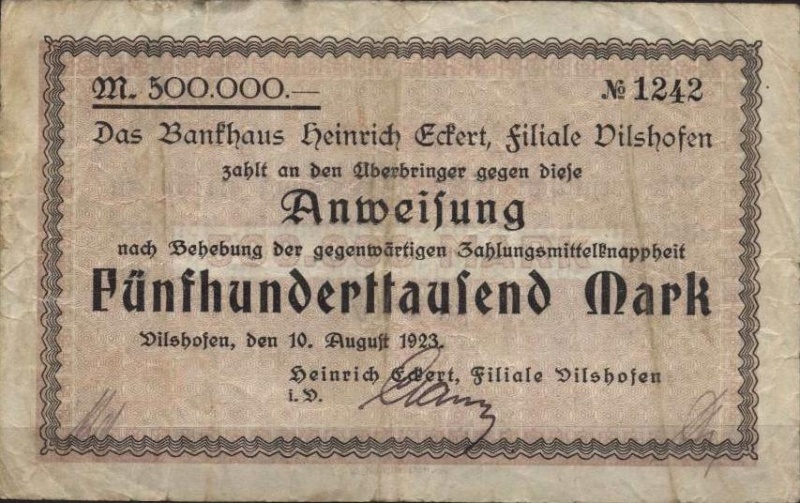 M. 500.000.— № 1242
Das Bankhaus Heinrich Eckert, Filiale Vilshofen
zahlt an den Überbringer gegen diese
Anweisung
nach Behebung der gegenwärtigen Zahlungsmittelknappheit
Fünfhunderttausend Mark
Vilshofen, den 10. August 1923.
Heinrich Eckert, Filiale Vilshofen
i. V.